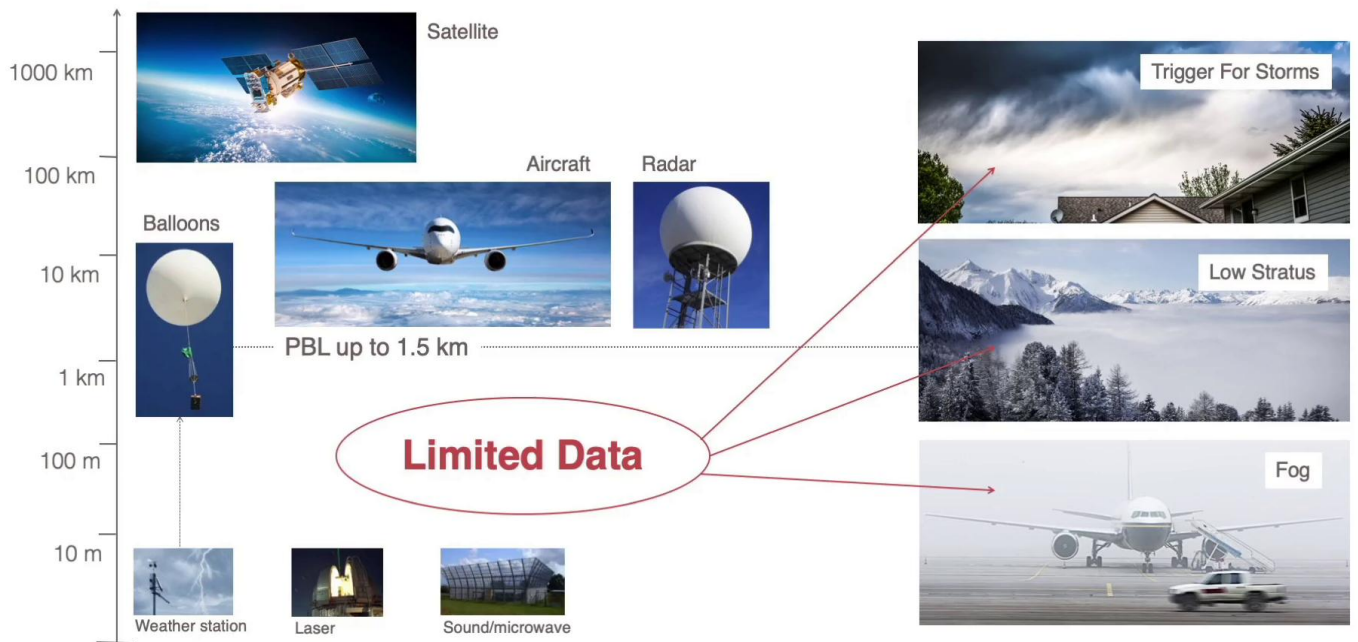 Satellite
1000 km
Trigger For Storms
100 km
Aircraft
Radar
Balloons
10 km
Low Stratus
PBL up to 1.5 km
1 km
Limited Data
100 m
Fog
10 m
Weather station
Laser
Sound/microwave